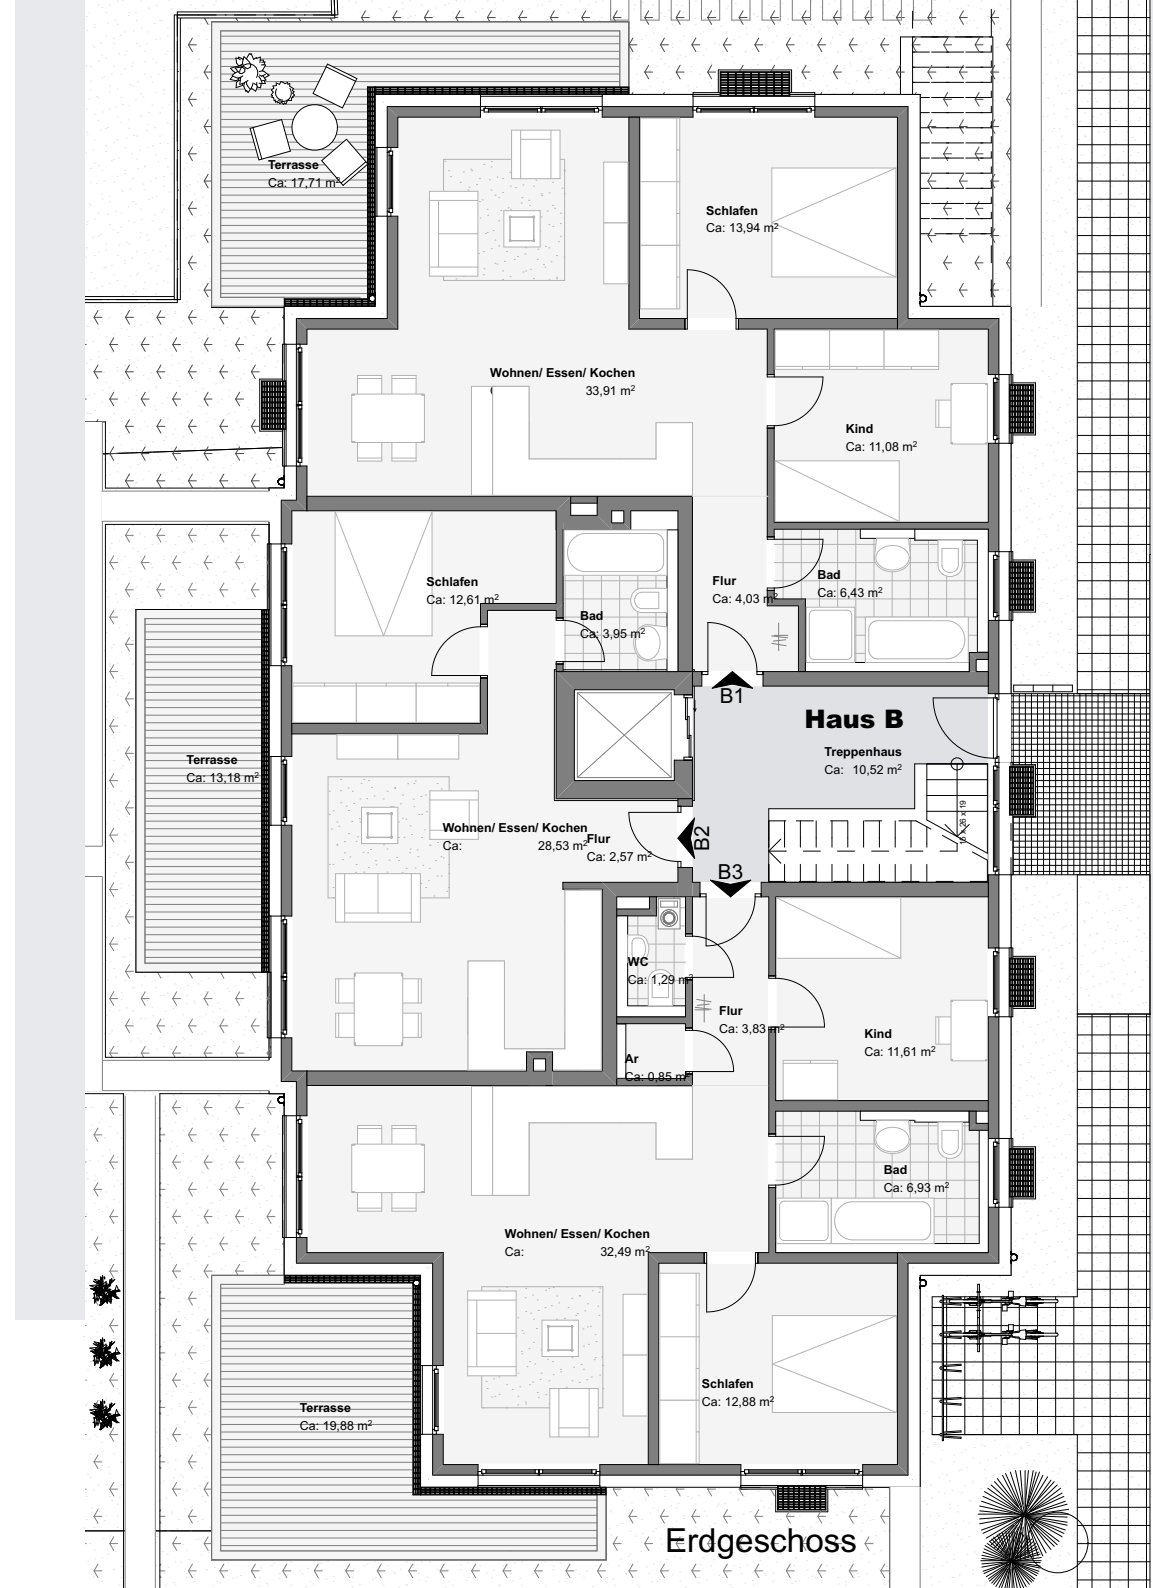 Terrasse
Ca: 17,71 m²
Schlafen
Ca: 13,94 m²
Wohnen/ Essen/ Kochen
33,91 m²
Kind
Ca: 11,08 m²
Schlafen
Ca: 12,61 m²
Bad
Ca: 3,95 m²
Flur
Ca: 4,03 m²
Bad
Ca: 6,43 m²
B1
Haus B
Treppenhaus
Ca: 10,52 m²
Terrasse
Ca: 13,18 m²
Wohnen/ Essen/ Kochen
Ca: 28,53 m²
Flur
Ca: 2,57 m²
B2
B3
WC
Ca: 1,29 m²
Flur
Ca: 3,83 m²
Kind
Ca: 11,61 m²
Ar
Ca: 0,85 m²
Bad
Ca: 6,93 m²
Wohnen/ Essen/ Kochen
Ca: 32,49 m²
Terrasse
Ca: 19,88 m²
Schlafen
Ca: 12,88 m²
Erdgeschoss